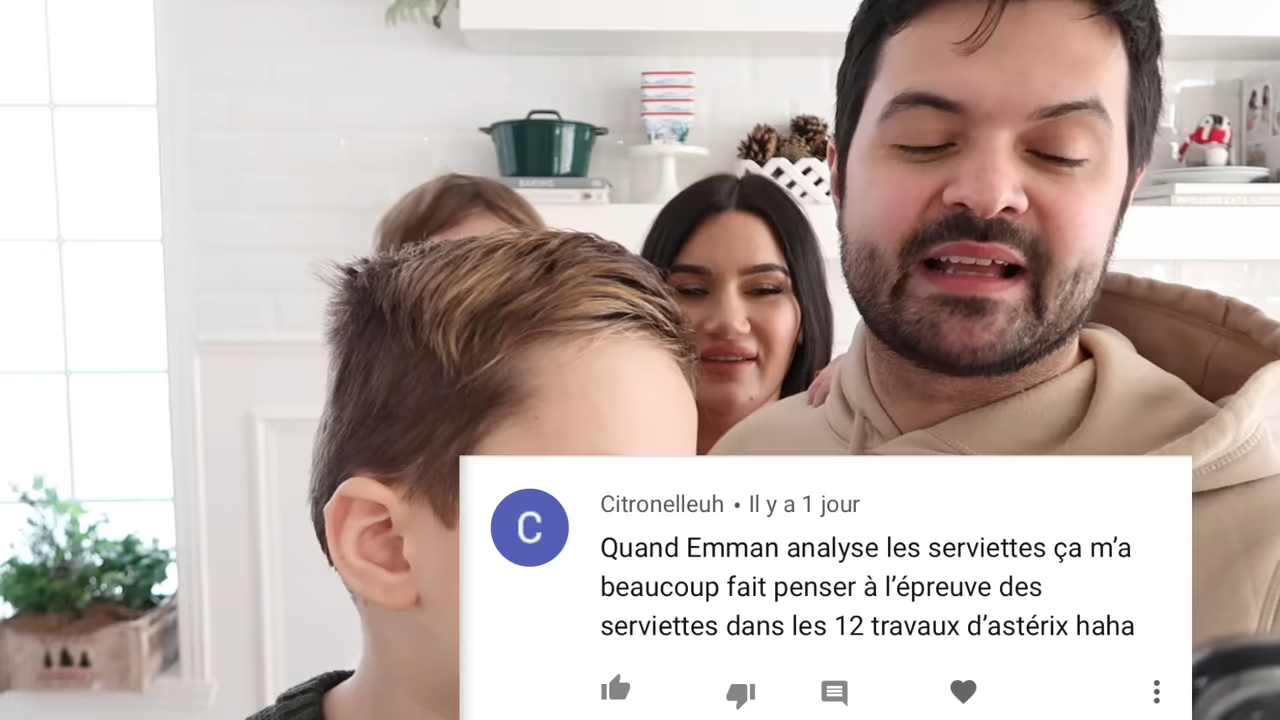 BAKING
C
Citronelleuh • Il y a 1 jour
Quand Emman analyse les serviettes ça m’a
beaucoup fait penser à l’épreuve des
serviettes dans les 12 travaux d’astérix haha